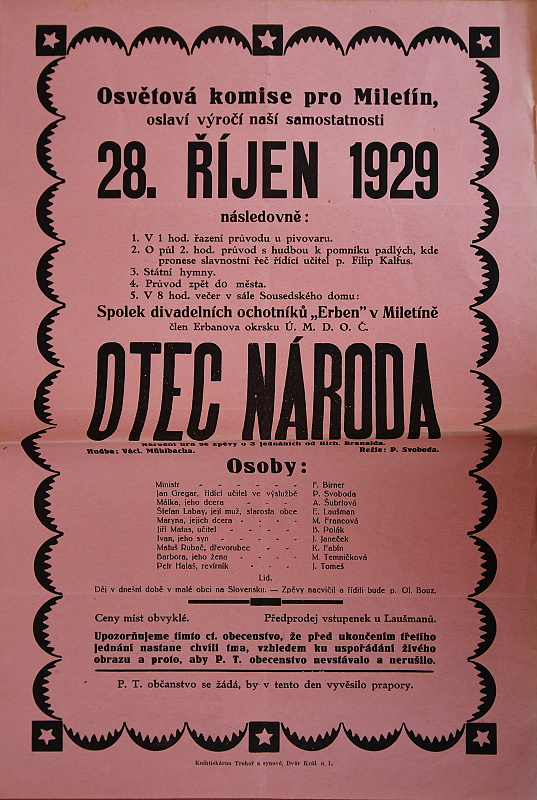 Osvětová komise pro Miletín,
oslaví výročí naší samostatnosti
28. ŘÍJEN 1929
následovně:
1. V 1 hod. řazení průvodu u pivovaru.
2. O půl 2. hod. průvod s hudbou k pomníku padlých, kde
pronese slavnostní řeč řídící učitel p. Filip Kalfus.
3. Státní hymny.
4. Průvod zpět do města.
5. V 8 hod. večer v sále Sousedského domu:
Spolek divadelních ochotníků „Erben" v Miletíně
člen Erbanova okrsku Ú. M. D. O. Č.
OTEC NÁRODA
Národní hra se zpěvy o 3 jednáních od Rich. Branalda.
Hudba: Václ. Mühlbacha. Režie: P. Svoboda.
Osoby:
Ministr - - - - - - F. Birner
Jan Gregar, řídící učitel ve výslužbě P. Svoboda
Málka, jeho dcera - - - - A. Šubrtová
Štefan Labay, její muž, starosta obce E. Laušman
Maryna, jejich dcera - - - - M. Francová
Jiří Matas, učitel - - - - - B. Polák
Ivan, jeho syn - - - - - J. Janeček
Matuš Rubač, dřevorubec - - - K. Fabin
Barbora, jeho žena - - - - M. Temníčková
Petr Halaš, revírník - - - - J. Tomeš
Lid.
Děj v dnešní době v malé obci na Slovensku. — Zpěvy nacvičil a říditi bude p. Ol. Bouz.
Ceny míst obvyklé. Předprodej vstupenek u Laušmanů.
Upozorňujeme tímto ct. obecenstvo, že před ukončením třetího
jednání nastane chvíli tma, vzhledem ku uspořádání živého
obrazu a proto, aby P. T. obecenstvo nevstávalo a nerušilo.
P. T. občanstvo se žádá, by v tento den vyvěsilo prapory.
Knihtiskárna Trohoř a synové, Dvůr Král. n. L.